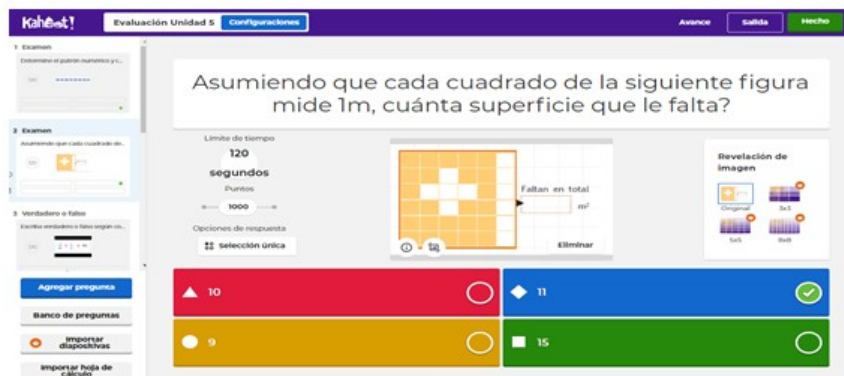 Kahoot!
Evaluación Unidad 5
Configuraciones
Avance
Salida
Hecho
1 Examen
Determine el patrón numérico y c...
2 Examen
Asumiendo que cada cuadrado de...
3 Verdadero o falso
Escriba verdadero o falso según co...
Agregar pregunta
Banco de preguntas
Importar diapositivas
Importar hoja de cálculo
Asumiendo que cada cuadrado de la siguiente figura
mide 1m, cuánta superficie que le falta?
Límite de tiempo
120
segundos
Puntos
1000
Opciones de respuesta
Selección única
Faltan en total
m²
Eliminar
Revelación de
imagen
Original
3x3
5x5
8x8
10
11
9
15